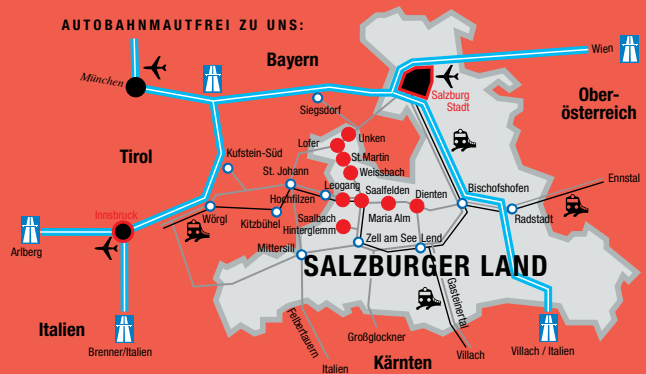 AUTOBAHNMAUTFREI ZU UNS:
Bayern
Wien
München
Salzburg
Stadt
Ober-
österreich
Siegsdorf
Unken
Lofer
Tirol
Kufstein-Süd
St.Martin
Weissbach
St. Johann
Leogang
Saalfelden
Dienten
Bischofshofen
Ennstal
Hochfilzen
Innsbruck
Wörgl
Kitzbühel
Saalbach
Hinterglemm
Maria Alm
Radstadt
Arlberg
Mittersill
Zell am See
Lend
SALZBURGER LAND
Gasteinertal
Felbertauern
Italien
Großglockner
Brenner/Italien
Kärnten
Villach
Villach / Italien
Italien